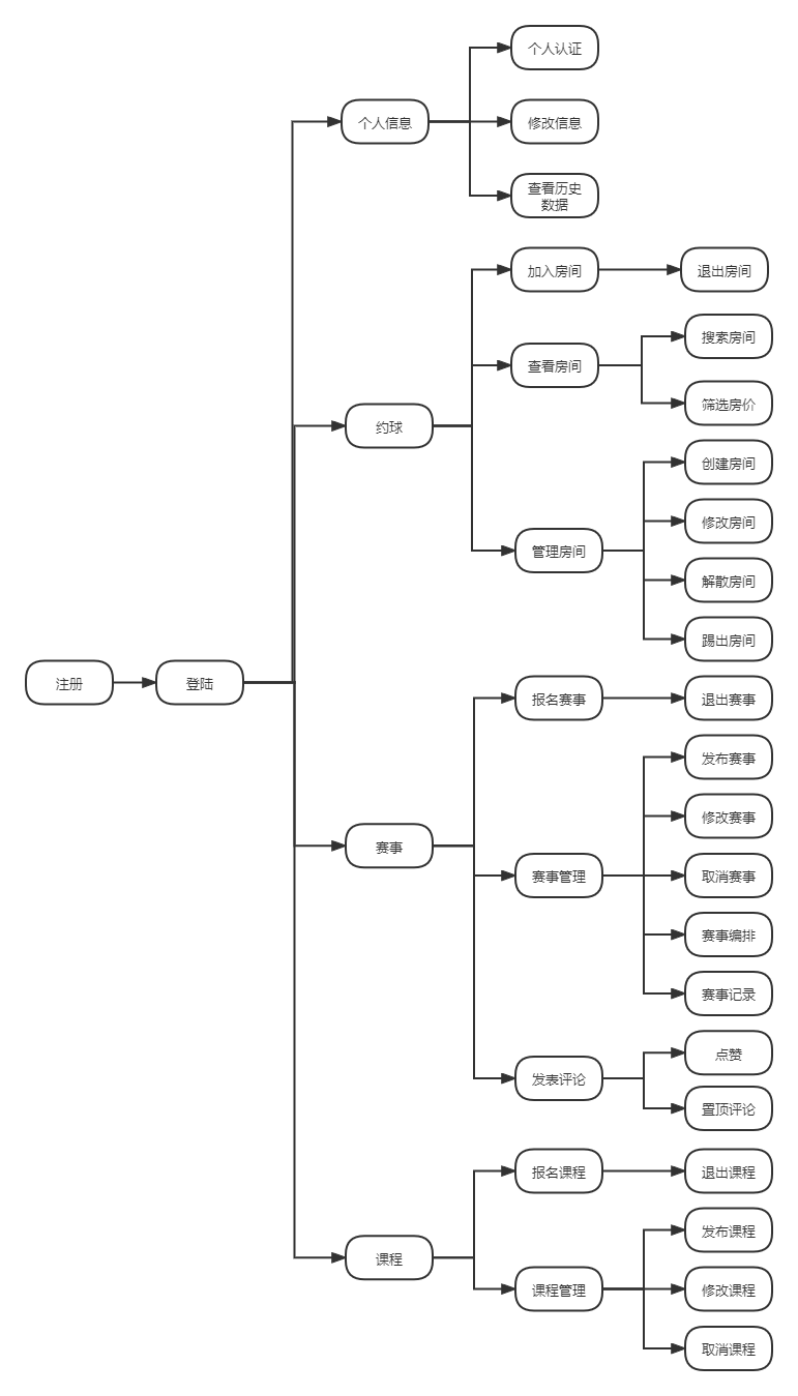 个人认证
个人信息
修改信息
查看历史
数据
加入房间
退出房间
搜索房间
查看房间
筛选房价
约球
创建房间
修改房间
管理房间
解散房间
踢出房间
注册
登陆
报名赛事
退出赛事
发布赛事
修改赛事
赛事
赛事管理
取消赛事
赛事编排
赛事记录
点赞
发表评论
置顶评论
报名课程
退出课程
发布课程
课程
课程管理
修改课程
取消课程